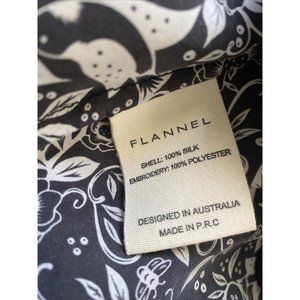 FLANNEL
SHELL: 100% SILK
EMBROIDERY: 100% POLYESTER
DESIGNED IN AUSTRALIA
MADE IN P.R.C